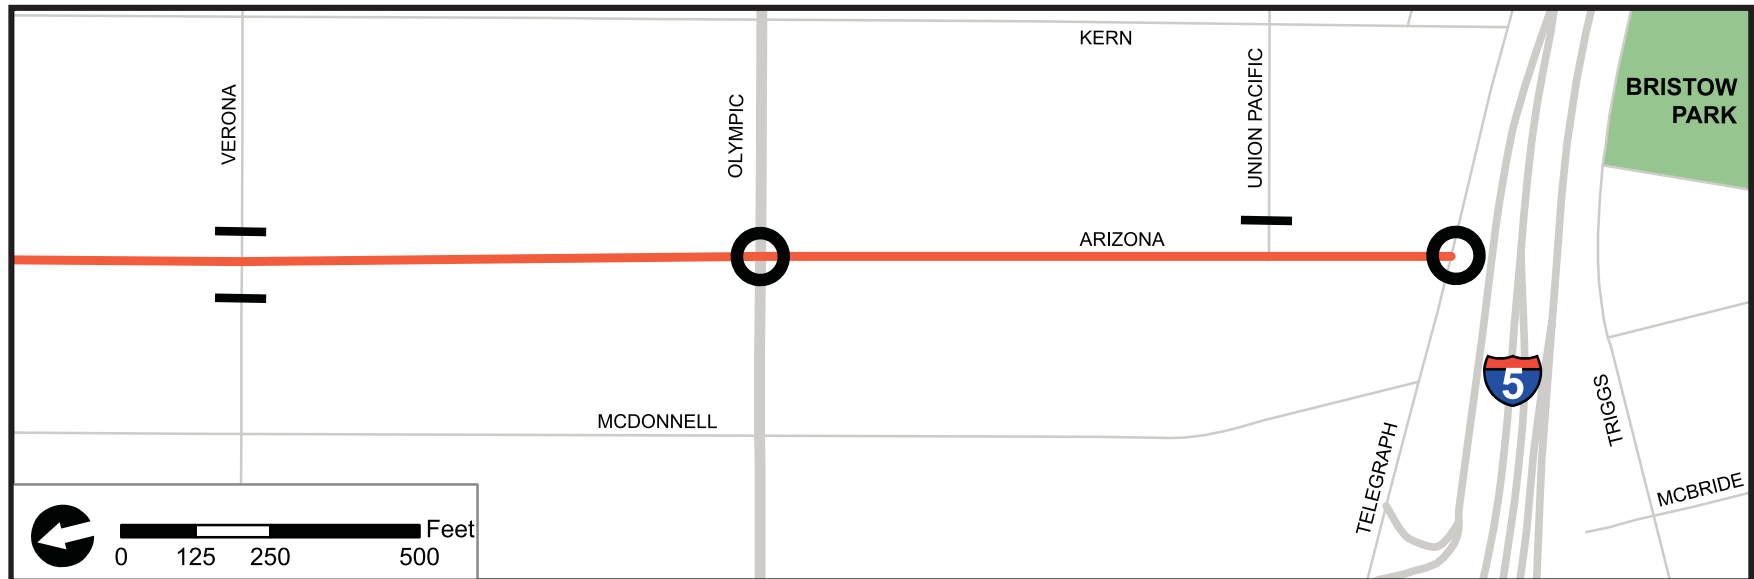 KERN
VERONA
OLYMPIC
UNION PACIFIC
BRISTOW
PARK
ARIZONA
MCDONNELL
5
TRIGGS
TELEGRAPH
MCBRIDE
Feet
0 125 250 500